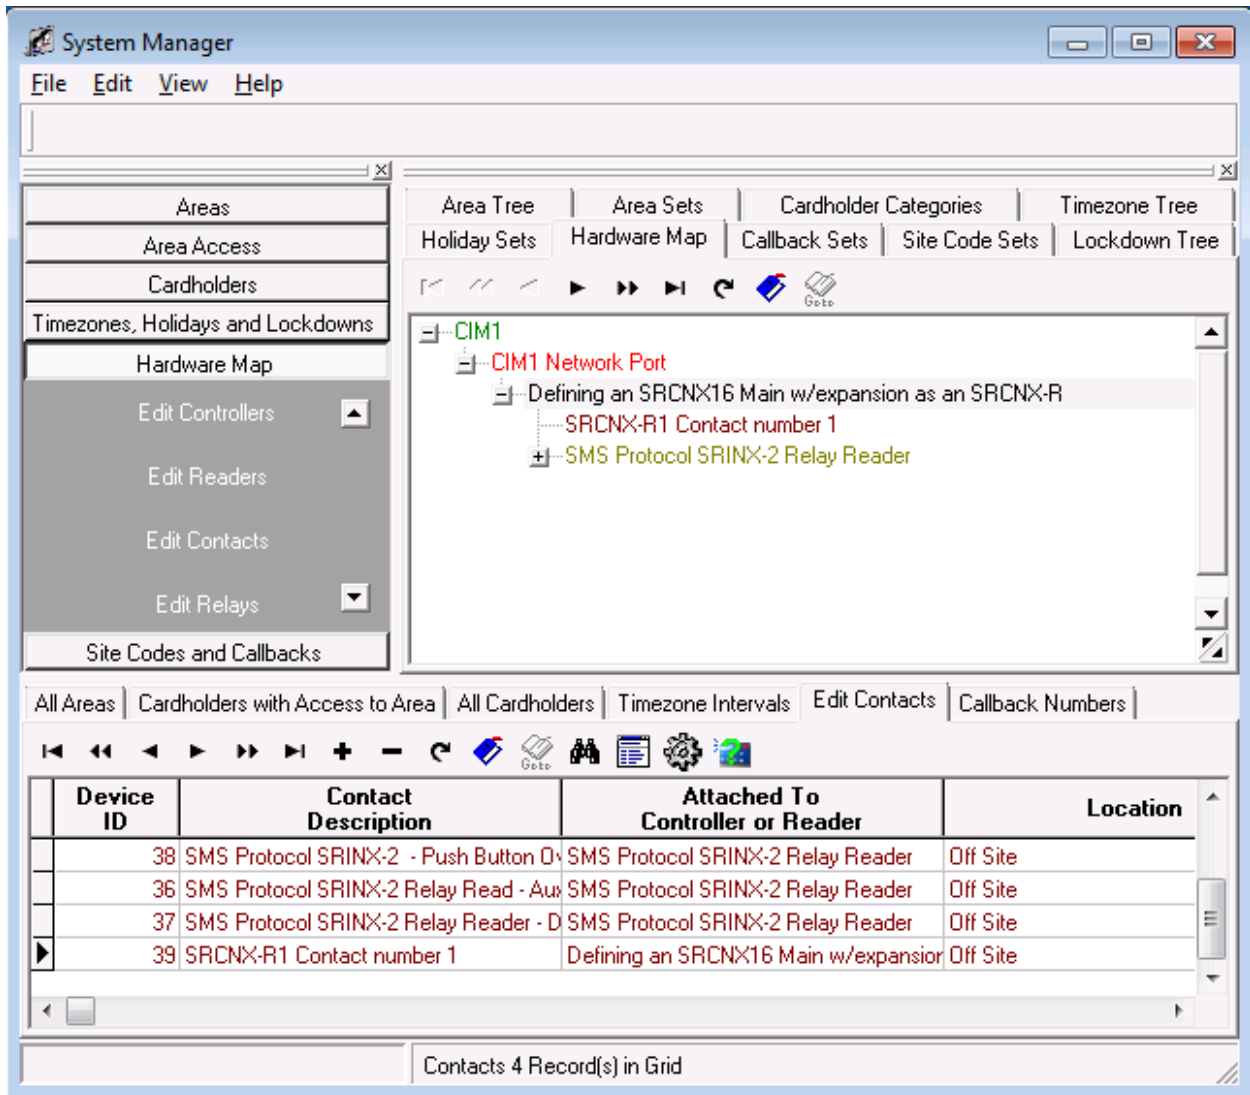 System Manager
File Edit View Help
Areas
Area Access
Cardholders
Timezones, Holidays and Lockdowns
Hardware Map
Edit Controllers
Edit Readers
Edit Contacts
Edit Relays
Site Codes and Callbacks
Area Tree Area Sets Cardholder Categories Timezone Tree
Holiday Sets Hardware Map Callback Sets Site Code Sets Lockdown Tree
Goto
CIM1
CIM1 Network Port
Defining an SRCNX16 Main w/expansion as an SRCNX-R
SRCNX-R1 Contact number 1
SMS Protocol SRINX-2 Relay Reader
All Areas Cardholders with Access to Area All Cardholders Timezone Intervals Edit Contacts Callback Numbers
Goto
Device ID Contact Description Attached To Controller or Reader Location
38 SMS Protocol SRINX-2 - Push Button Ov SMS Protocol SRINX-2 Relay Reader Off Site
36 SMS Protocol SRINX-2 Relay Read - Aux SMS Protocol SRINX-2 Relay Reader Off Site
37 SMS Protocol SRINX-2 Relay Reader - D SMS Protocol SRINX-2 Relay Reader Off Site
39 SRCNX-R1 Contact number 1 Defining an SRCNX16 Main w/expansion Off Site
Contacts 4 Record(s) in Grid